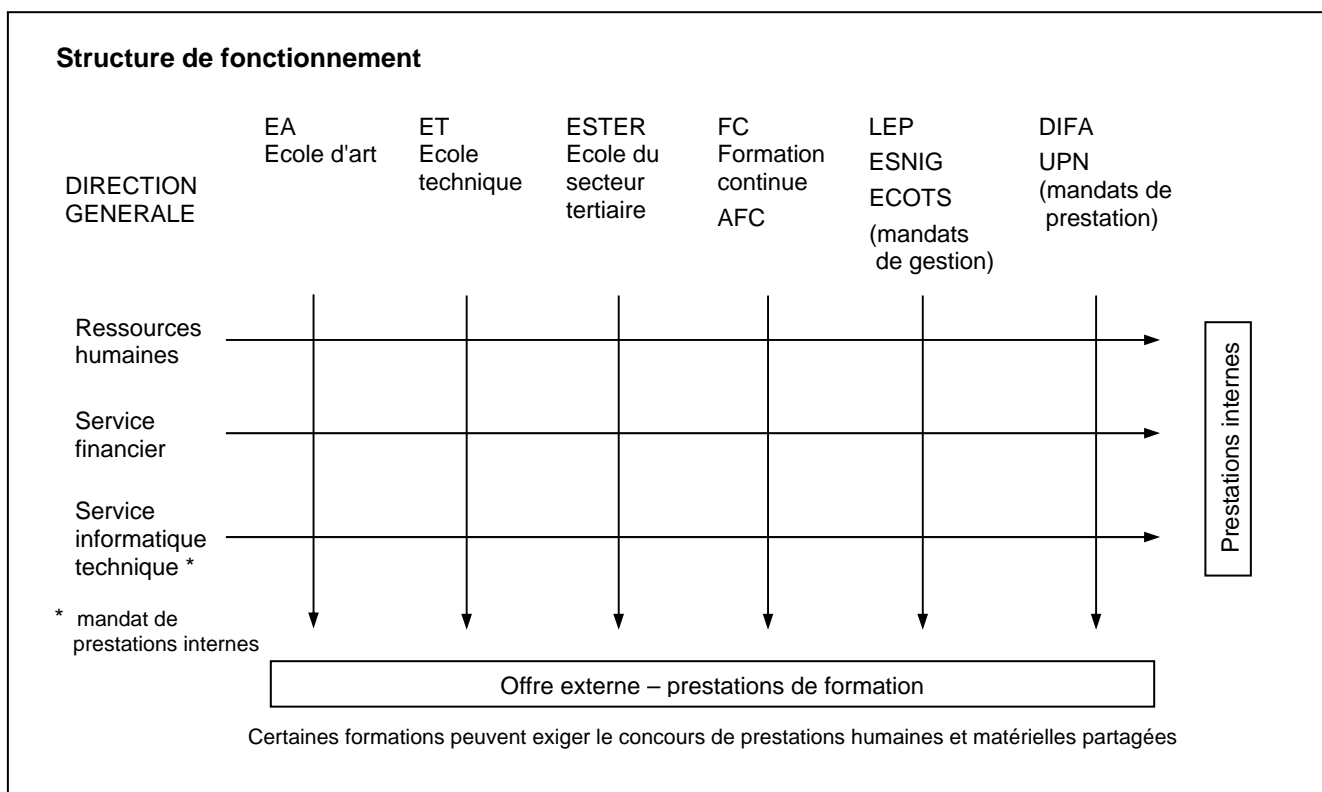 Structure de fonctionnement
DIRECTION
GENERALE
EA
Ecole d'art
ET
Ecole
technique
ESTER
Ecole du
secteur
tertiaire
FC
Formation
continue
AFC
LEP
ESNIG
ECOTS
(mandats
de gestion)
DIFA
UPN
(mandats de
prestation)
Ressources
humaines
Service
financier
Service
informatique
technique *
* mandat de
prestations internes
Prestations internes
Offre externe – prestations de formation
Certaines formations peuvent exiger le concours de prestations humaines et matérielles partagées